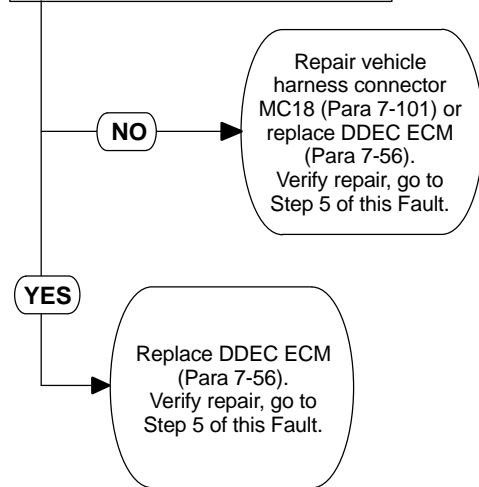 Repair vehicle
harness connector
MC18 (Para 7-101) or
replace DDEC ECM
(Para 7-56).
Verify repair, go to
Step 5 of this Fault.
NO
YES
Replace DDEC ECM
(Para 7-56).
Verify repair, go to
Step 5 of this Fault.